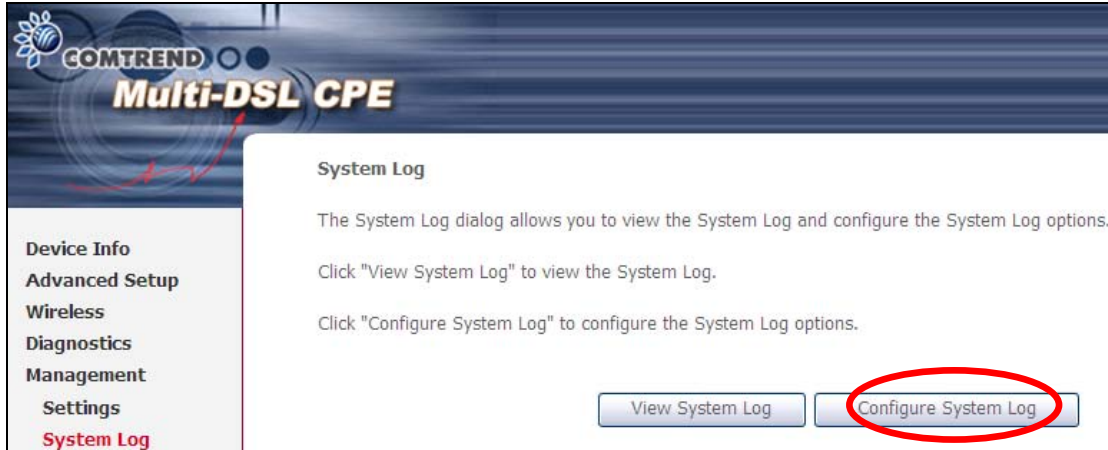 COMTREND
Multi-DSL CPE
Device Info
Advanced Setup
Wireless
Diagnostics
Management
Settings
System Log
System Log
The System Log dialog allows you to view the System Log and configure the System Log options.
Click "View System Log" to view the System Log.
Click "Configure System Log" to configure the System Log options.
View System Log
Configure System Log